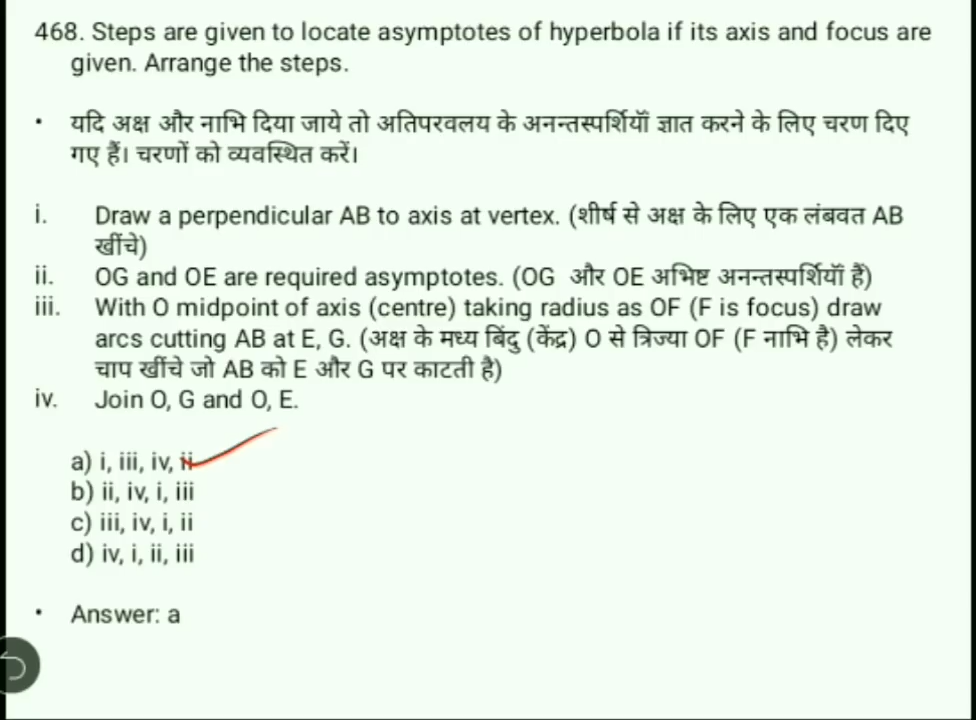 468. Steps are given to locate asymptotes of hyperbola if its axis and focus are
given. Arrange the steps.
• यदि अक्ष और नाभि दिया जाये तो अतिपरवलय के अनन्तस्पर्शियाँ ज्ञात करने के लिए चरण दिए
गए हैं। चरणों को व्यवस्थित करें।
i. Draw a perpendicular AB to axis at vertex. (शीर्ष से अक्ष के लिए एक लंबवत AB
खींचे)
ii. OG and OE are required asymptotes. (OG और OE अभिष्ट अनन्तस्पर्शियाँ हैं)
iii. With O midpoint of axis (centre) taking radius as OF (F is focus) draw
arcs cutting AB at E, G. (अक्ष के मध्य बिंदु (केंद्र) O से त्रिज्या OF (F नाभि है) लेकर
चाप खींचे जो AB को E और G पर काटती है)
iv. Join O, G and O, E.
a) i, iii, iv, ii
b) ii, iv, i, iii
c) iii, iv, i, ii
d) iv, i, ii, iii
• Answer: a